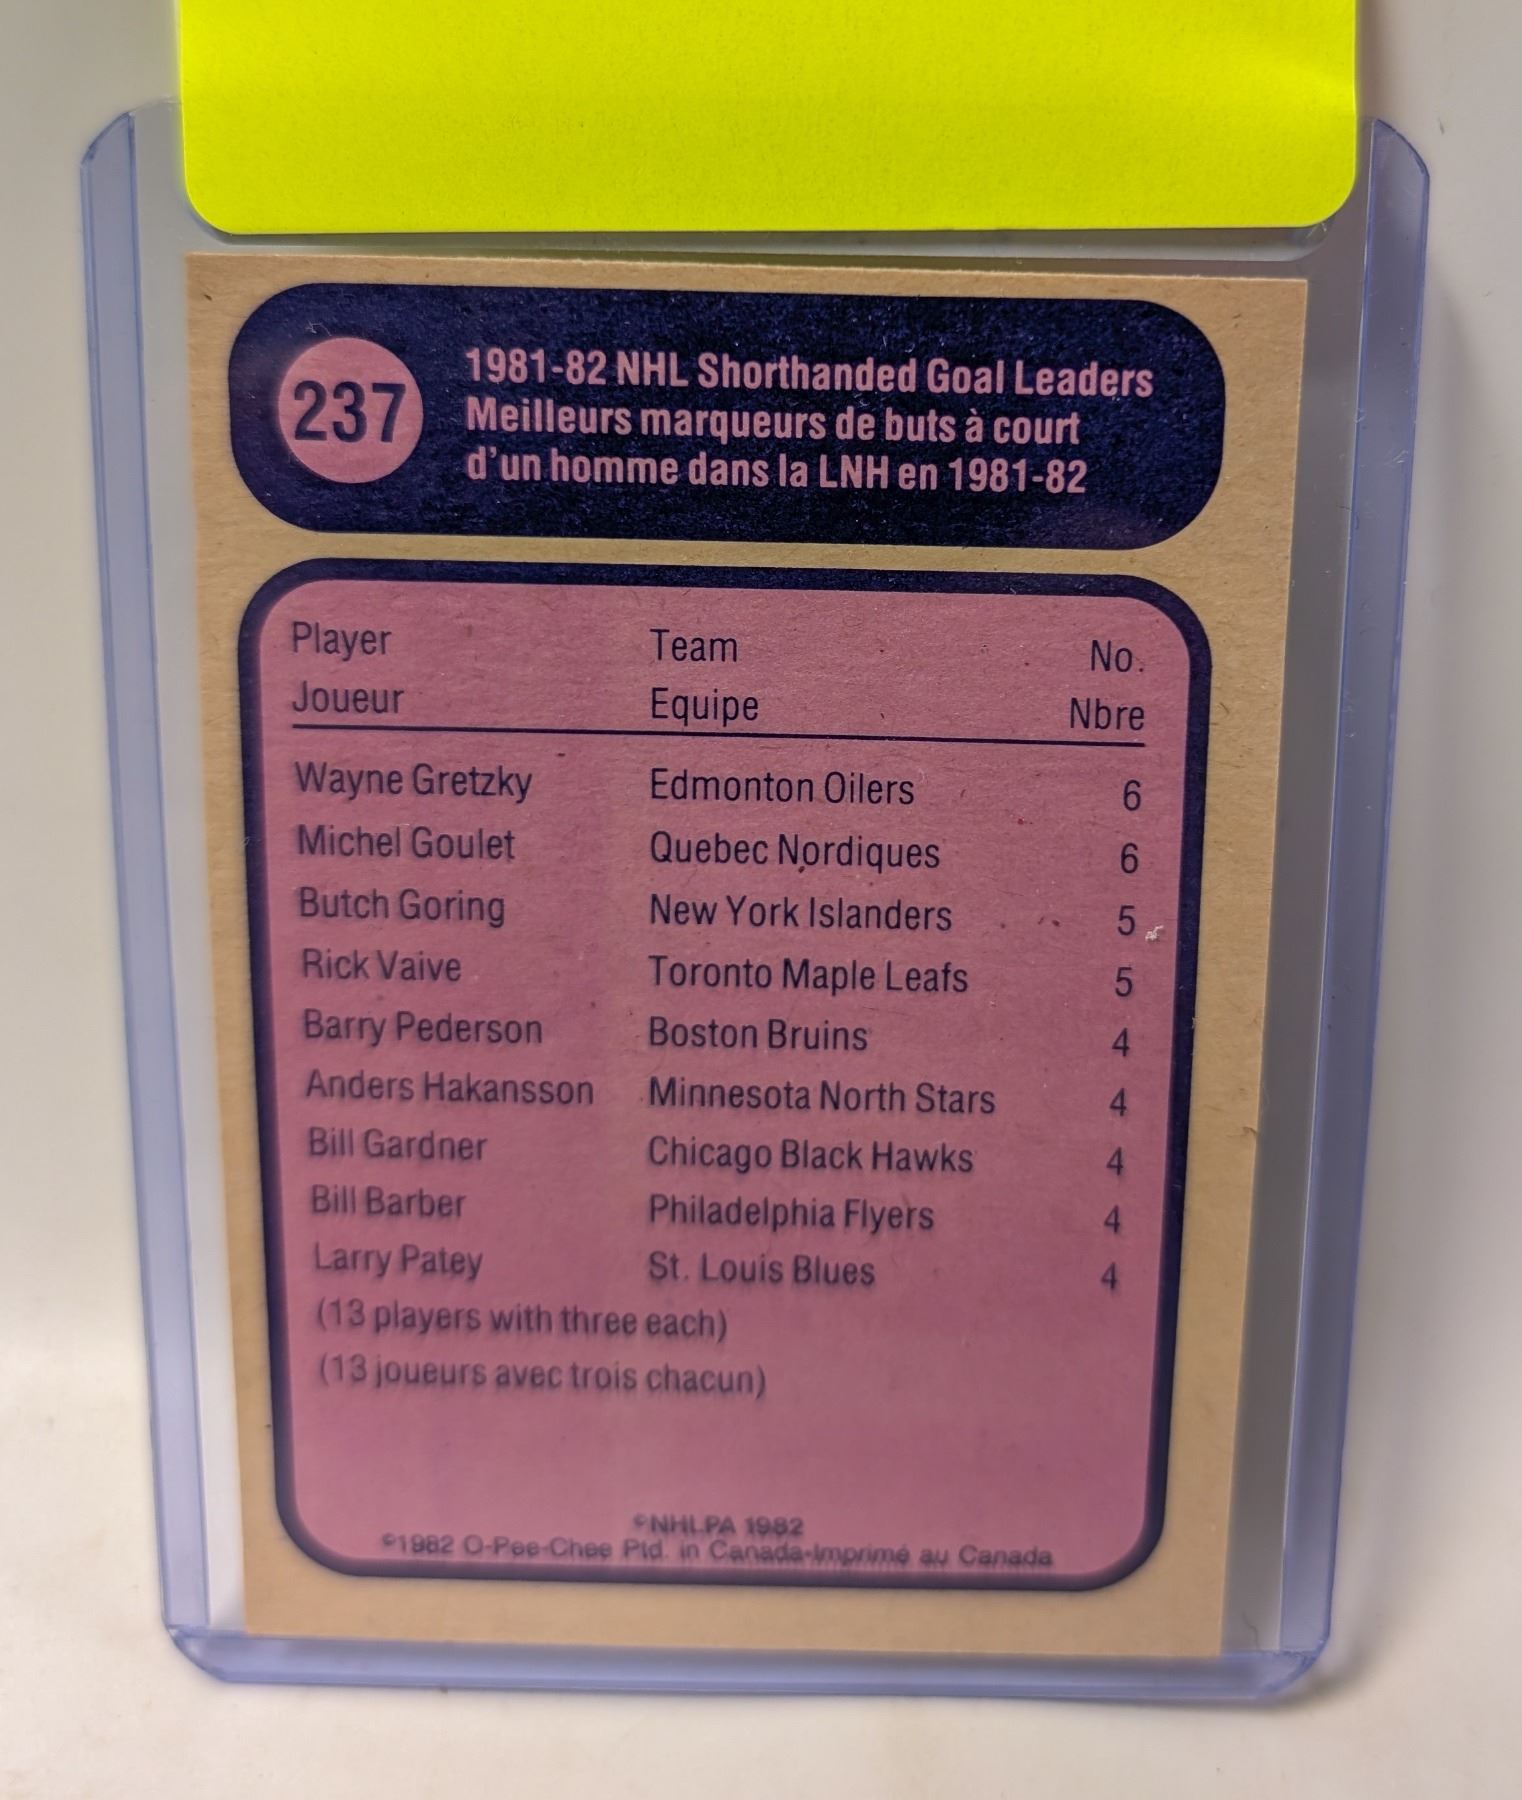 237
1981-82 NHL Shorthanded Goal Leaders
Meilleurs marqueurs de buts à court
d'un homme dans la LNH en 1981-82
Player Team No.
Joueur Equipe Nbre
Wayne Gretzky Edmonton Oilers 6
Michel Goulet Quebec Nordiques 6
Butch Goring New York Islanders 5
Rick Vaive Toronto Maple Leafs 5
Barry Pederson Boston Bruins 4
Anders Hakansson Minnesota North Stars 4
Bill Gardner Chicago Black Hawks 4
Bill Barber Philadelphia Flyers 4
Larry Patey St. Louis Blues 4
(13 players with three each)
(13 joueurs avec trois chacun)
©NHLPA 1982
©1982 O-Pee-Chee Ptd. in Canada-Imprimé au Canada